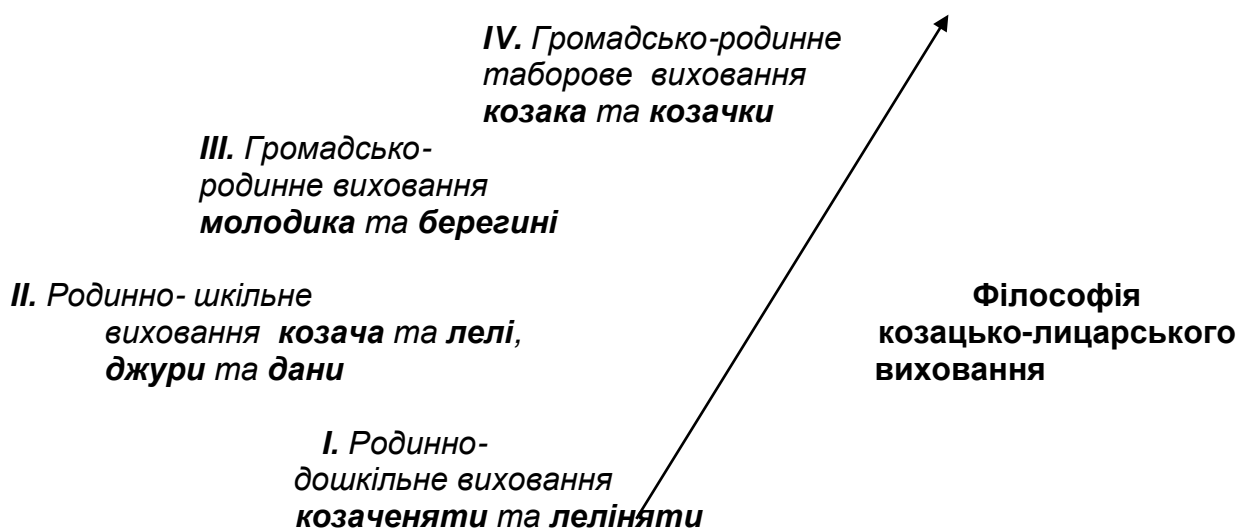 IV. Громадсько-родинне
таборове виховання
козака та козачки
III. Громадсько-
родинне виховання
молодика та берегині
II. Родинно- шкільне
виховання козача та лелі,
джури та дани
Філософія
козацько-лицарського
виховання
I. Родинно-
дошкільне виховання
козаченяти та леліняти